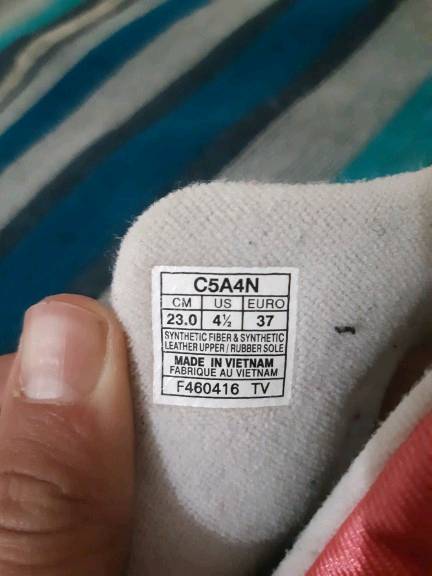 C5A4N
CM US EURO
23.0 4½ 37
SYNTHETIC FIBER & SYNTHETIC
LEATHER UPPER / RUBBER SOLE
MADE IN VIETNAM
FABRIQUE AU VIETNAM
F460416 TV